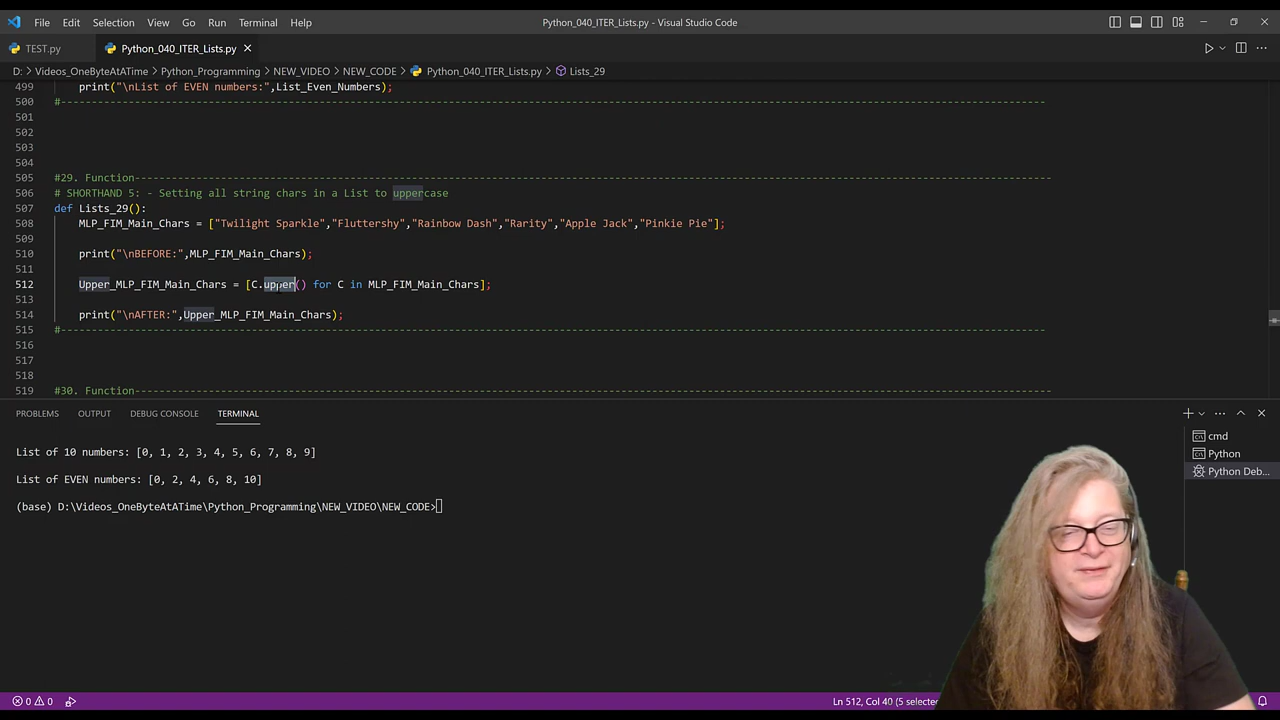 File Edit Selection View Go Run Terminal Help
Python_040_ITER_Lists.py - Visual Studio Code
TEST.py
Python_040_ITER_Lists.py
D: > Videos_OneByteAtATime > Python_Programming > NEW_VIDEO > NEW_CODE > Python_040_ITER_Lists.py > Lists_29
499 print("\nList of EVEN numbers:",List_Even_Numbers);
500 #----------------------------------------------------------------------------------------------------------------------------------------------------------------
501
502
503
504
505 #29. Function-----------------------------------------------------------------------------------------------------------------------------------------------------
506 # SHORTHAND 5: - Setting all string chars in a List to uppercase
507 def Lists_29():
508 MLP_FIM_Main_Chars = ["Twilight Sparkle","Fluttershy","Rainbow Dash","Rarity","Apple Jack","Pinkie Pie"];
509
510 print("\nBEFORE:",MLP_FIM_Main_Chars);
511
512 Upper_MLP_FIM_Main_Chars = [C.upper() for C in MLP_FIM_Main_Chars];
513
514 print("\nAFTER:",Upper_MLP_FIM_Main_Chars);
515 #----------------------------------------------------------------------------------------------------------------------------------------------------------------
516
517
518
519 #30. Function-----------------------------------------------------------------------------------------------------------------------------------------------------
PROBLEMS OUTPUT DEBUG CONSOLE TERMINAL
List of 10 numbers: [0, 1, 2, 3, 4, 5, 6, 7, 8, 9]
List of EVEN numbers: [0, 2, 4, 6, 8, 10]
(base) D:\Videos_OneByteAtATime\Python_Programming\NEW_VIDEO\NEW_CODE>
cmd
Python
Python Deb...
0 0
Ln 512, Col 40 (5 selected